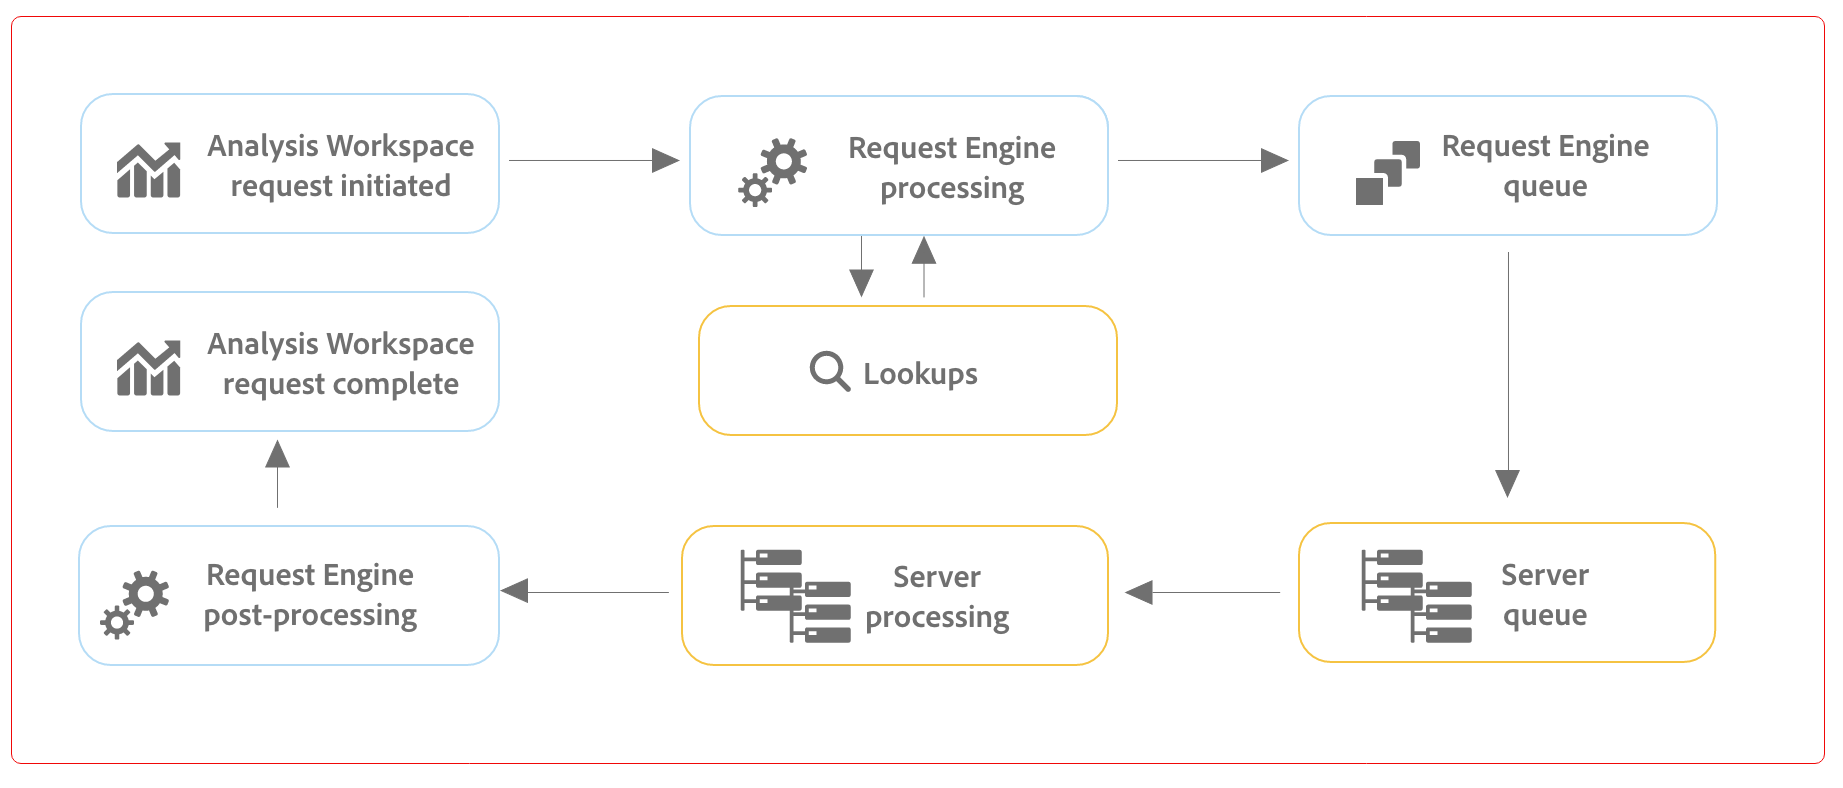 Analysis Workspace
request initiated
Request Engine
processing
Request Engine
queue
Analysis Workspace
request complete
Lookups
Request Engine
post-processing
Server
processing
Server
queue